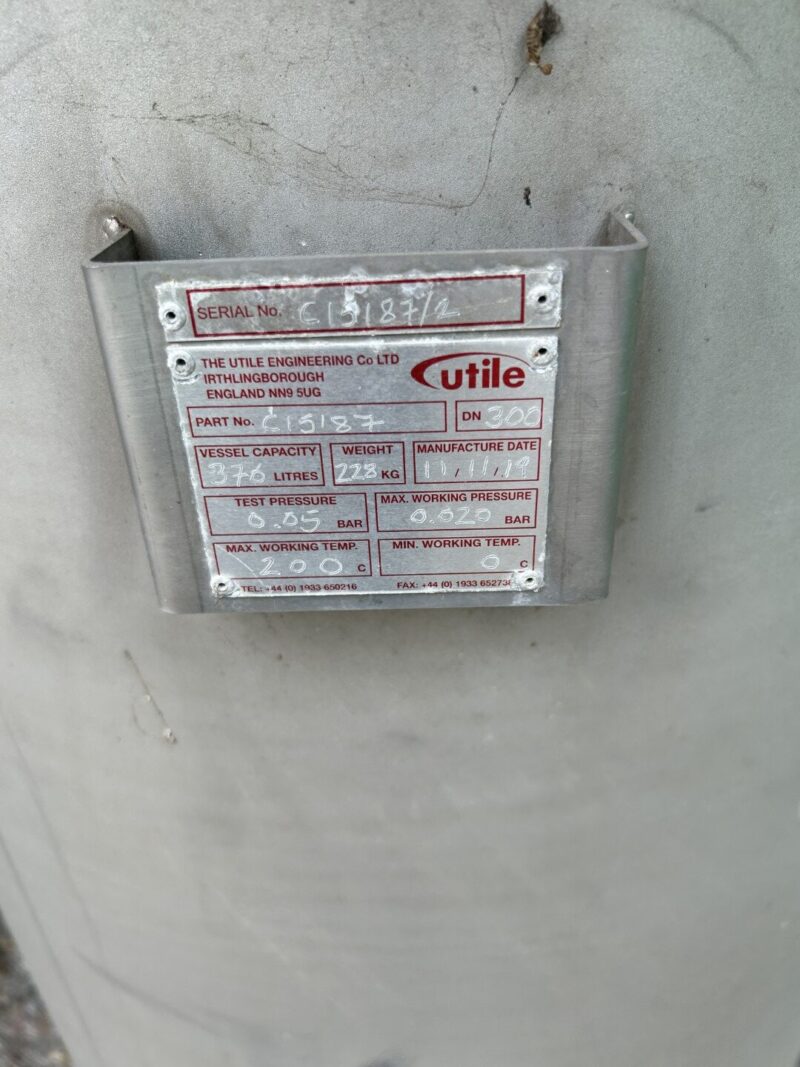 SERIAL No. C15187/2
THE UTILE ENGINEERING Co LTD
IRTHLINGBOROUGH
ENGLAND NN9 5UG
utile
PART No. C15187
DN 300
VESSEL CAPACITY
376 LITRES
WEIGHT
228 KG
MANUFACTURE DATE
11/11/19
TEST PRESSURE
0.05 BAR
MAX. WORKING PRESSURE
0.020 BAR
MAX. WORKING TEMP.
200 C
MIN. WORKING TEMP.
0 C
TEL: +44 (0) 1933 650216
FAX: +44 (0) 1933 652738